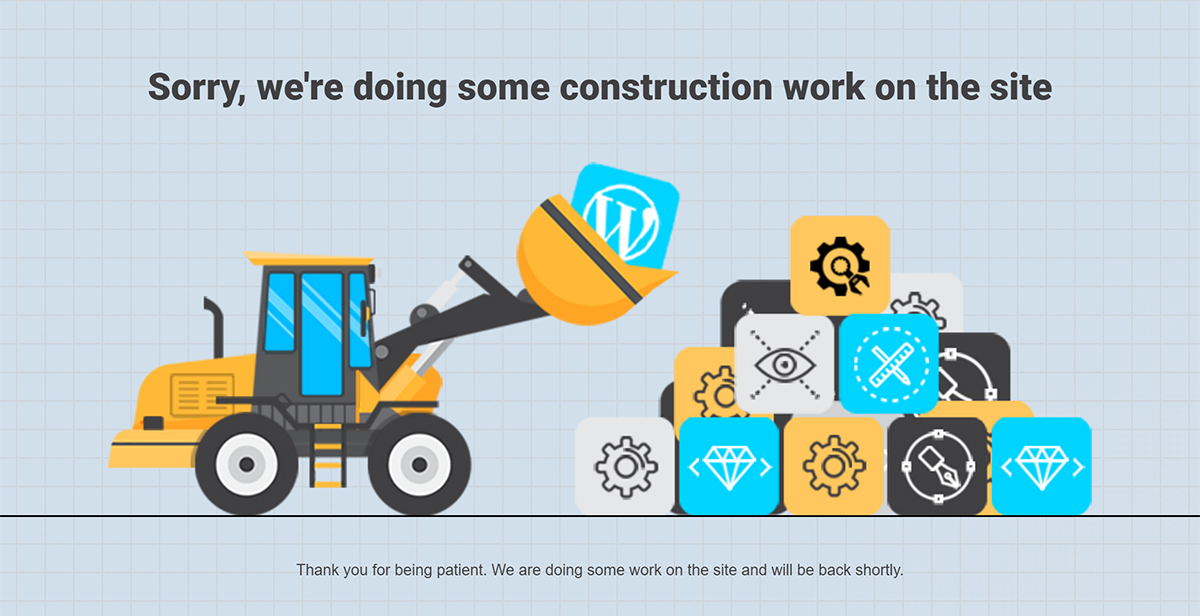 Sorry, we're doing some construction work on the site
Thank you for being patient. We are doing some work on the site and will be back shortly.